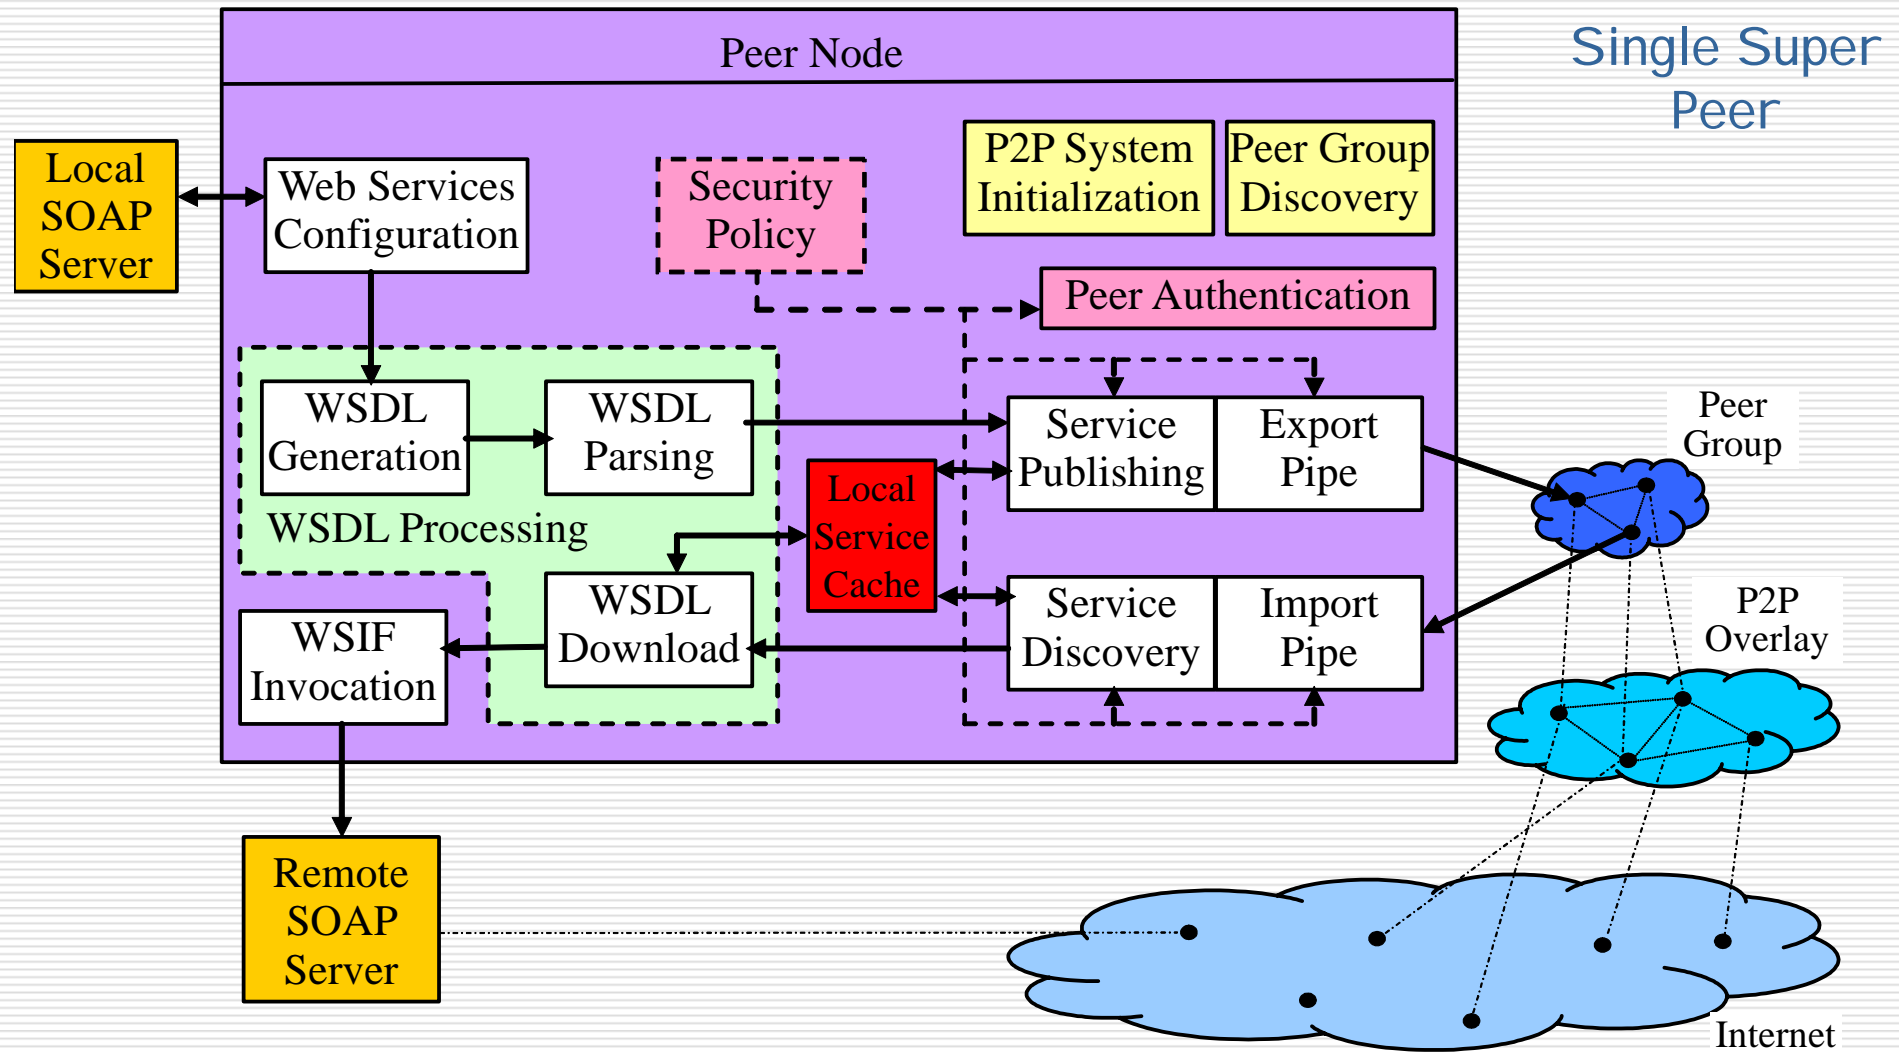 Peer Node
Single Super
Peer
Local
SOAP
Server
Web Services
Configuration
Security
Policy
P2P System
Initialization
Peer Group
Discovery
Peer Authentication
WSDL
Generation
WSDL
Parsing
WSDL Processing
Service
Publishing
Export
Pipe
Local
Service
Cache
Peer
Group
WSDL
Download
WSIF
Invocation
Service
Discovery
Import
Pipe
P2P
Overlay
Remote
SOAP
Server
Internet